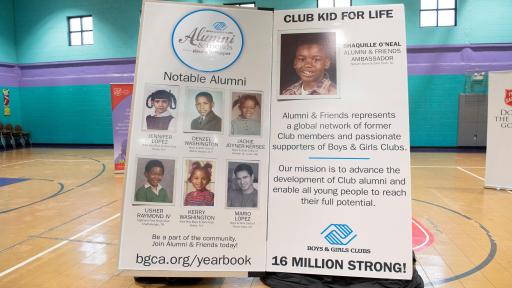 Alumni
& Friends
Notable Alumni
JENNIFER
LOPEZ
DENZEL
WASHINGTON
JACKIE
JOYNER-KERSEE
USHER
RAYMOND IV
KERRY
WASHINGTON
MARIO
LOPEZ
Be a part of the community.
Join Alumni & Friends today!
bgca.org/yearbook
CLUB KID FOR LIFE
SHAQUILLE O'NEAL
ALUMNI & FRIENDS
AMBASSADOR
Alumni & Friends represents
a global network of former
Club members and passionate
supporters of Boys & Girls Clubs.
Our mission is to advance the
development of Club alumni and
enable all young people to reach
their full potential.
BOYS & GIRLS CLUBS
16 MILLION STRONG!
DO
THE
GO